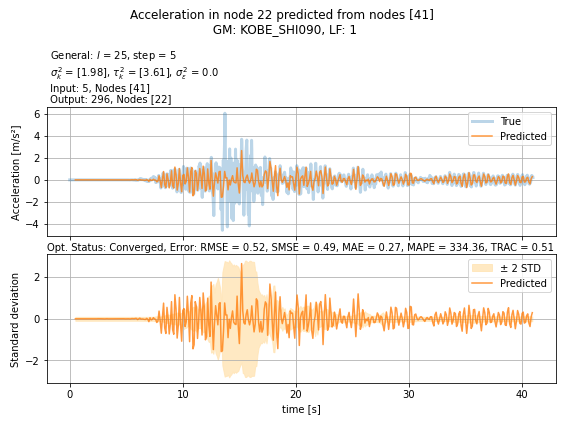 Acceleration in node 22 predicted from nodes [41]
GM: KOBE_SHI090, LF: 1
General: l = 25, step = 5
σ²ₖ = [1.98], τ²ₖ = [3.61], σ²ε = 0.0
Input: 5, Nodes [41]
Output: 296, Nodes [22]
Acceleration [m/s²]
6
4
2
0
−2
−4
True
Predicted
Opt. Status: Converged, Error: RMSE = 0.52, SMSE = 0.49, MAE = 0.27, MAPE = 334.36, TRAC = 0.51
Standard deviation
2
0
−2
± 2 STD
Predicted
0
10
20
30
40
time [s]